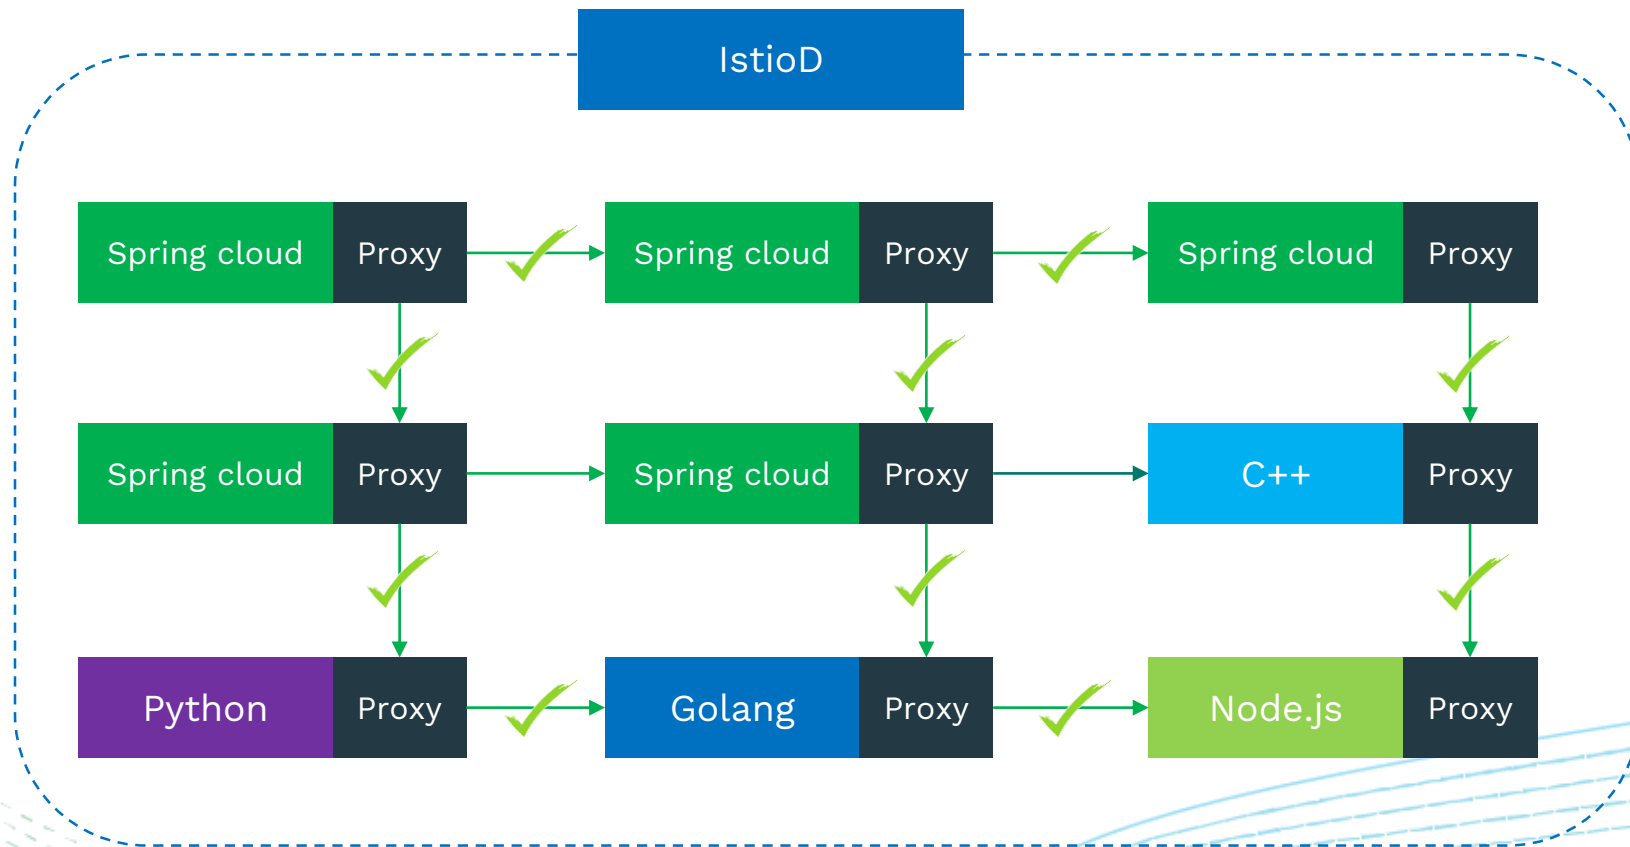 IstioD
Spring cloud Proxy Spring cloud Proxy Spring cloud Proxy
Spring cloud Proxy Spring cloud Proxy C++ Proxy
Python Proxy Golang Proxy Node.js Proxy